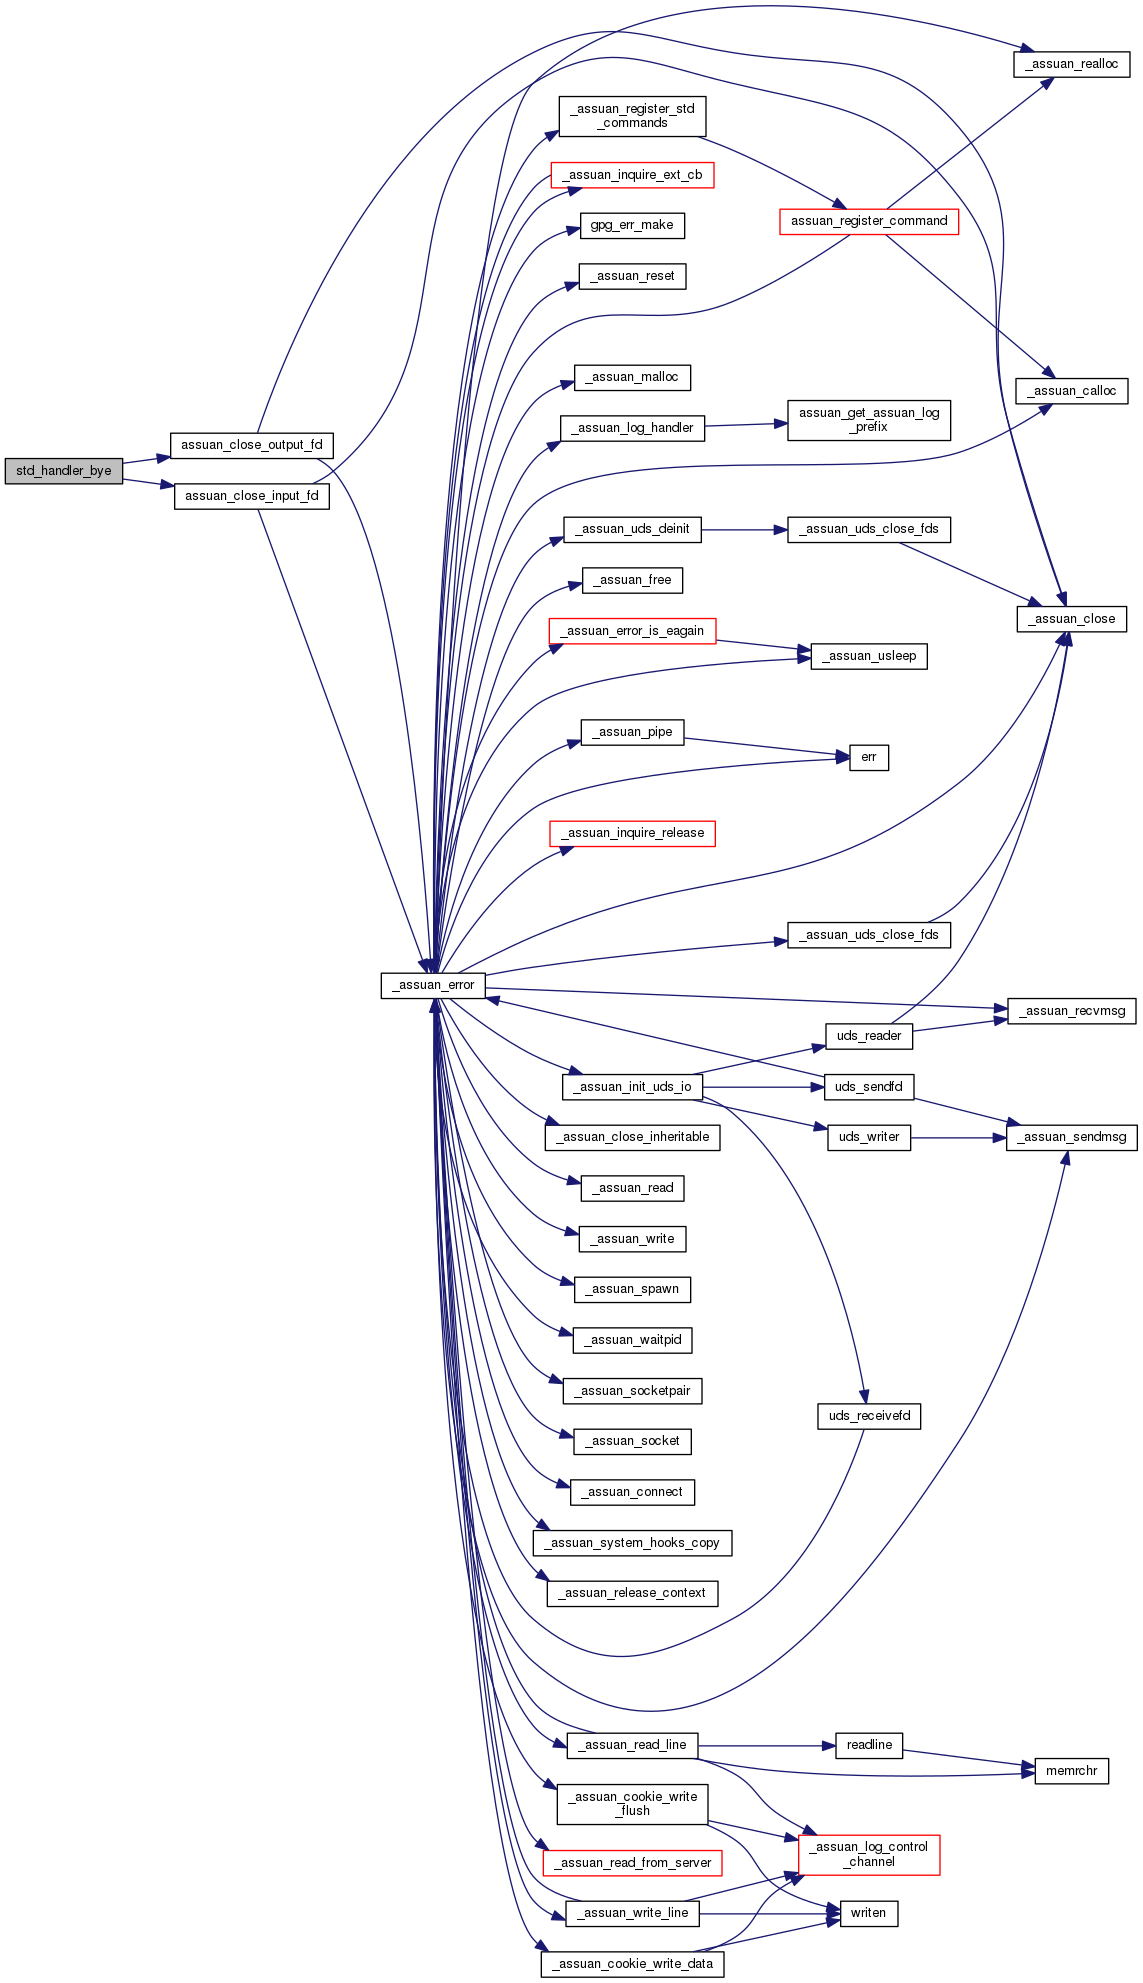 _assuan_realloc
_assuan_register_std
_commands
_assuan_inquire_ext_cb
assuan_register_command
gpg_err_make
_assuan_reset
_assuan_malloc
_assuan_calloc
_assuan_log_handler
assuan_get_assuan_log
_prefix
assuan_close_output_fd
std_handler_bye
assuan_close_input_fd
_assuan_uds_deinit
_assuan_uds_close_fds
_assuan_free
_assuan_close
_assuan_error_is_eagain
_assuan_usleep
_assuan_pipe
err
_assuan_inquire_release
_assuan_uds_close_fds
_assuan_error
_assuan_recvmsg
uds_reader
_assuan_init_uds_io
uds_sendfd
_assuan_close_inheritable
uds_writer
_assuan_sendmsg
_assuan_read
_assuan_write
_assuan_spawn
_assuan_waitpid
_assuan_socketpair
uds_receivefd
_assuan_socket
_assuan_connect
_assuan_system_hooks_copy
_assuan_release_context
_assuan_read_line
readline
memrchr
_assuan_cookie_write
_flush
_assuan_log_control
_channel
_assuan_read_from_server
_assuan_write_line
writen
_assuan_cookie_write_data